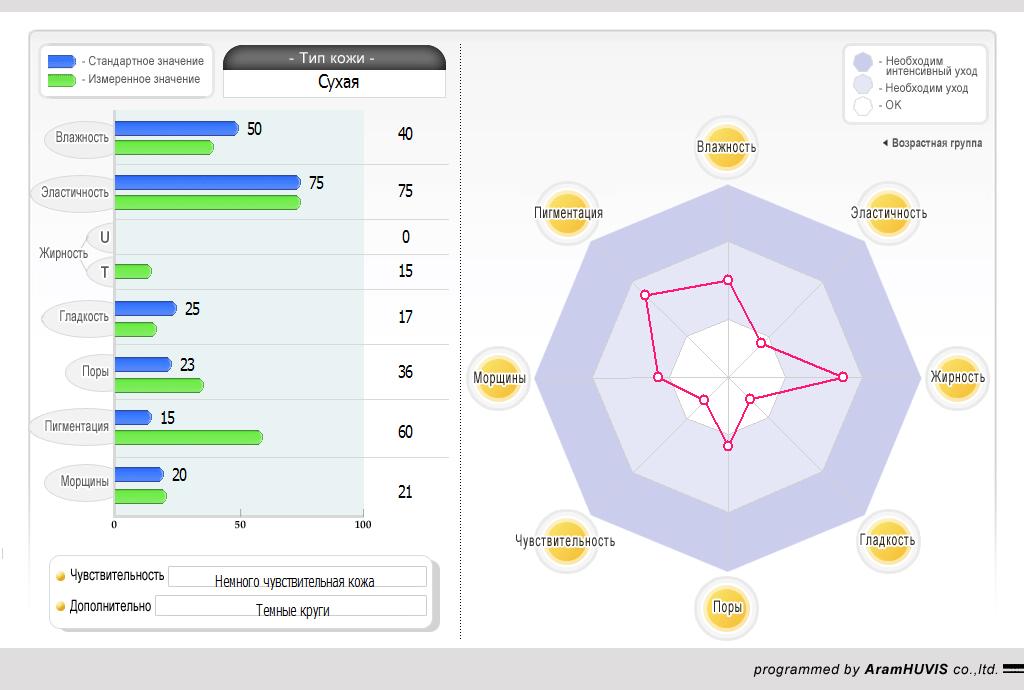 - Стандартное значение
- Измеренное значение
- Тип кожи -
Сухая
- Необходим
интенсивный уход
- Необходим уход
- OK
Возрастная группа
Влажность
50
40
Эластичность
75
75
Жирность
U
0
T
15
Гладкость
25
17
Поры
23
36
Пигментация
15
60
Морщины
20
21
0
50
100
Чувствительность
Немного чувствительная кожа
Дополнительно
Темные круги
Влажность
Пигментация
Эластичность
Морщины
Жирность
Чувствительность
Гладкость
Поры
programmed by AramHUVIS co.,ltd.